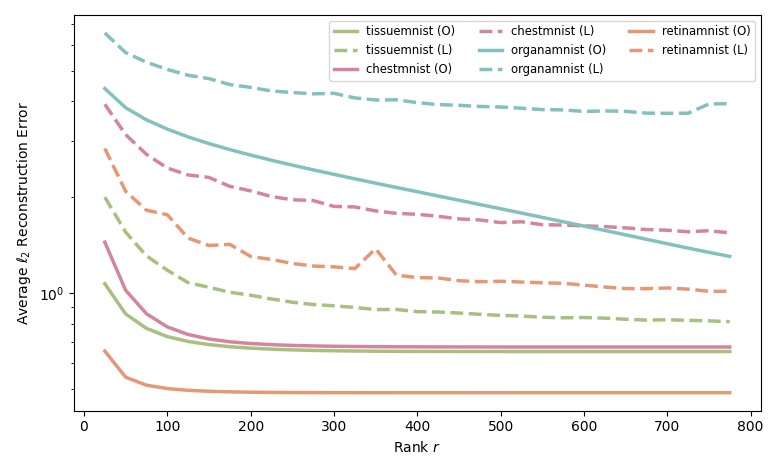 tissuemnist (O)
tissuemnist (L)
chestmnist (O)
chestmnist (L)
organamnist (O)
organamnist (L)
retinamnist (O)
retinamnist (L)
Average ℓ₂ Reconstruction Error
10⁰
0 100 200 300 400 500 600 700 800
Rank r